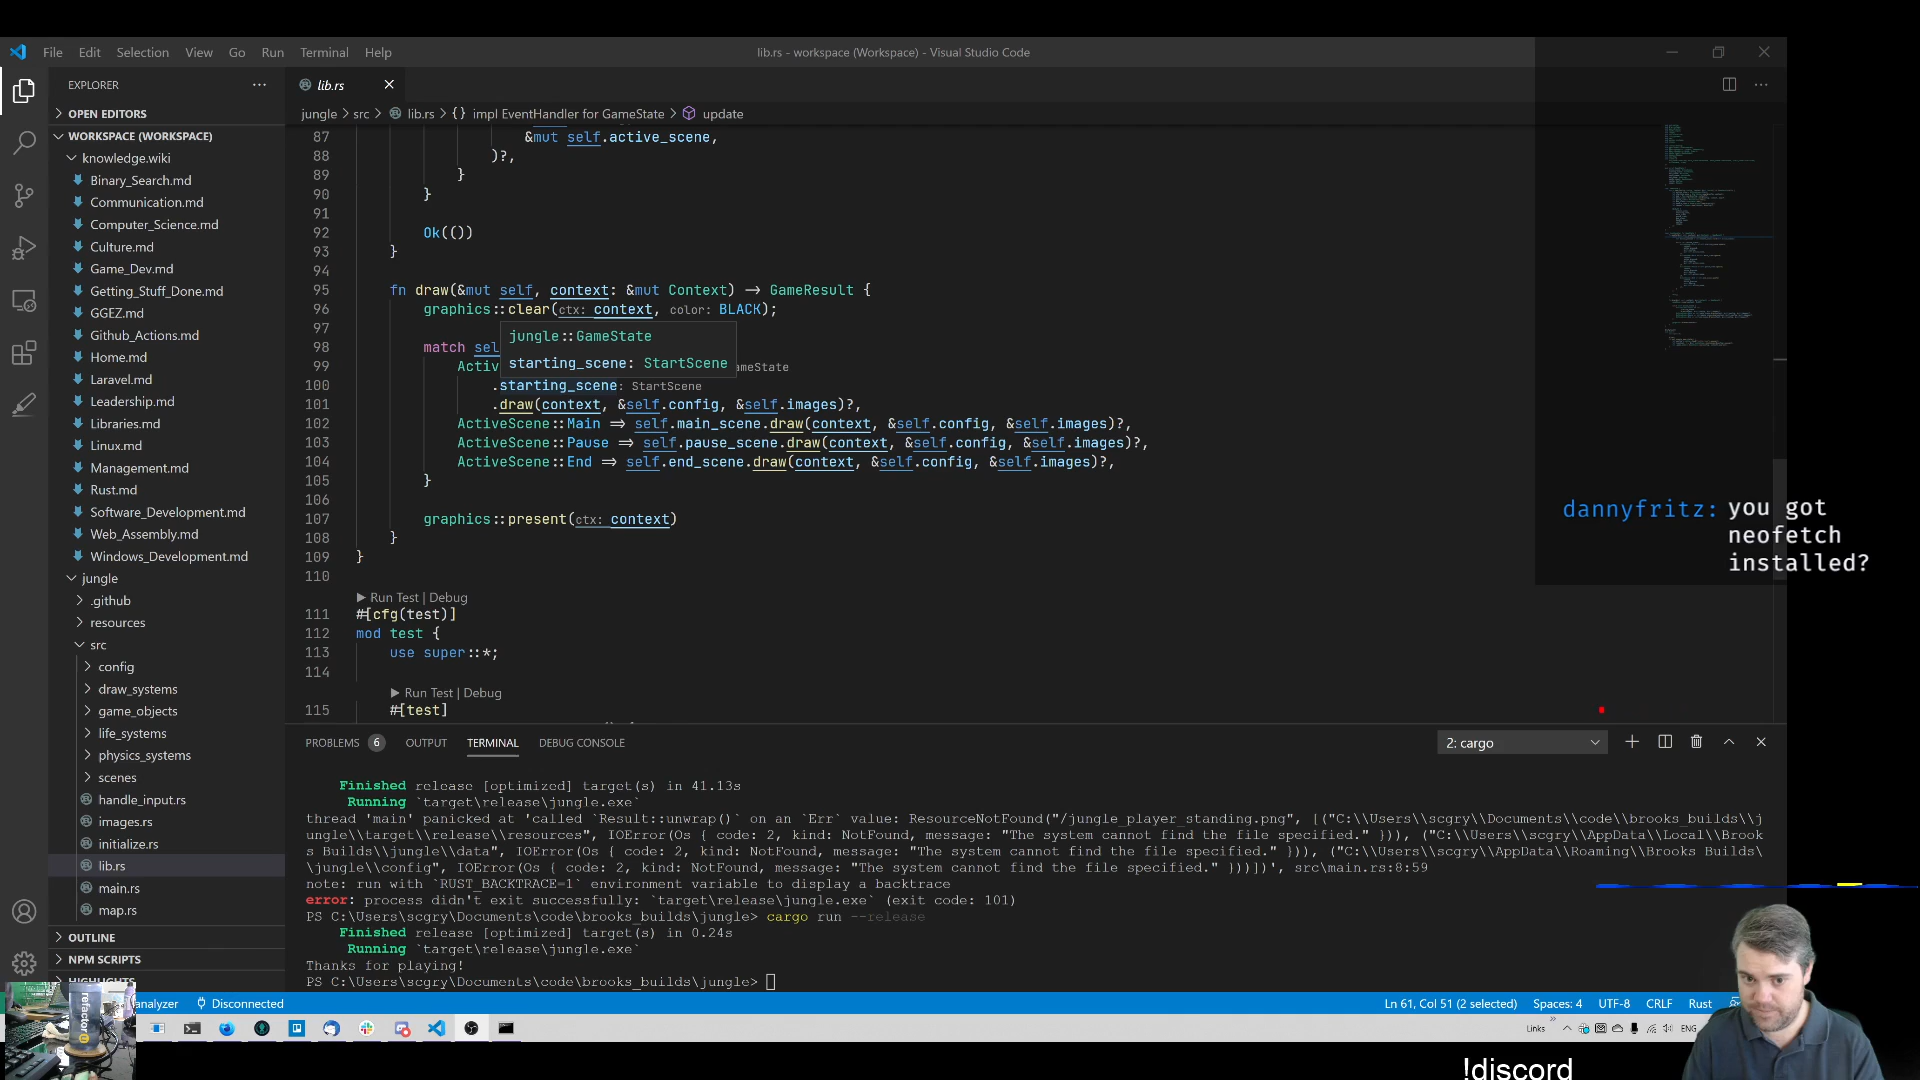 File Edit Selection View Go Run Terminal Help
lib.rs - workspace (Workspace) - Visual Studio Code
EXPLORER
OPEN EDITORS
WORKSPACE (WORKSPACE)
knowledge.wiki
Binary_Search.md
Communication.md
Computer_Science.md
Culture.md
Game_Dev.md
Getting_Stuff_Done.md
GGEZ.md
Github_Actions.md
Home.md
Laravel.md
Leadership.md
Libraries.md
Linux.md
Management.md
Rust.md
Software_Development.md
Web_Assembly.md
Windows_Development.md
jungle
.github
resources
src
config
draw_systems
game_objects
life_systems
physics_systems
scenes
handle_input.rs
images.rs
initialize.rs
lib.rs
main.rs
map.rs
OUTLINE
NPM SCRIPTS
HIGHLIGHTS
lib.rs
jungle > src > lib.rs > {} impl EventHandler for GameState > update
87 &mut self.active_scene,
88 )?,
89 }
90 }
91
92 Ok(())
93 }
94
95 fn draw(&mut self, context: &mut Context) -> GameResult {
96 graphics::clear(ctx: context, color: BLACK);
97
jungle::GameState
98 match sel
starting_scene: StartScene
99 Activ ameState
100 .starting_scene: StartScene
101 .draw(context, &self.config, &self.images)?,
102 ActiveScene::Main => self.main_scene.draw(context, &self.config, &self.images)?,
103 ActiveScene::Pause => self.pause_scene.draw(context, &self.config, &self.images)?,
104 ActiveScene::End => self.end_scene.draw(context, &self.config, &self.images)?,
105 }
106
107 graphics::present(ctx: context)
108 }
109 }
110
Run Test | Debug
111 #[cfg(test)]
112 mod test {
113 use super::*;
114
Run Test | Debug
115 #[test]
dannyfritz: you got
neofetch
installed?
PROBLEMS 6 OUTPUT TERMINAL DEBUG CONSOLE
2: cargo
Finished release [optimized] target(s) in 41.13s
Running `target\release\jungle.exe`
thread 'main' panicked at 'called `Result::unwrap()` on an `Err` value: ResourceNotFound("/jungle_player_standing.png", [("C:\\Users\\scgry\\Documents\\code\\brooks_builds\\j
ungle\\target\\release\\resources", IOError(Os { code: 2, kind: NotFound, message: "The system cannot find the file specified." })), ("C:\\Users\\scgry\\AppData\\Local\\Brook
s Builds\\jungle\\data", IOError(Os { code: 2, kind: NotFound, message: "The system cannot find the file specified." })), ("C:\\Users\\scgry\\AppData\\Roaming\\Brooks Builds\
\jungle\\config", IOError(Os { code: 2, kind: NotFound, message: "The system cannot find the file specified." }))])', src\main.rs:8:59
note: run with `RUST_BACKTRACE=1` environment variable to display a backtrace
error: process didn't exit successfully: `target\release\jungle.exe` (exit code: 101)
PS C:\Users\scgry\Documents\code\brooks_builds\jungle> cargo run --release
Finished release [optimized] target(s) in 0.24s
Running `target\release\jungle.exe`
Thanks for playing!
PS C:\Users\scgry\Documents\code\brooks_builds\jungle>
analyzer Disconnected
Ln 61, Col 51 (2 selected) Spaces: 4 UTF-8 CRLF Rust
refactor
Links ENG
!discord